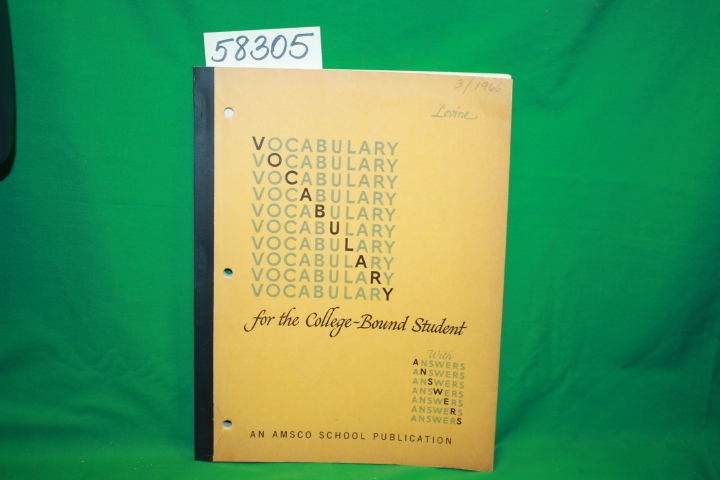 58305
3/1966
Levine
VOCABULARY
VOCABULARY
VOCABULARY
VOCABULARY
VOCABULARY
VOCABULARY
VOCABULARY
VOCABULARY
VOCABULARY
VOCABULARY
for the College-Bound Student
With
ANSWERS
ANSWERS
ANSWERS
ANSWERS
ANSWERS
ANSWERS
ANSWERS
AN AMSCO SCHOOL PUBLICATION